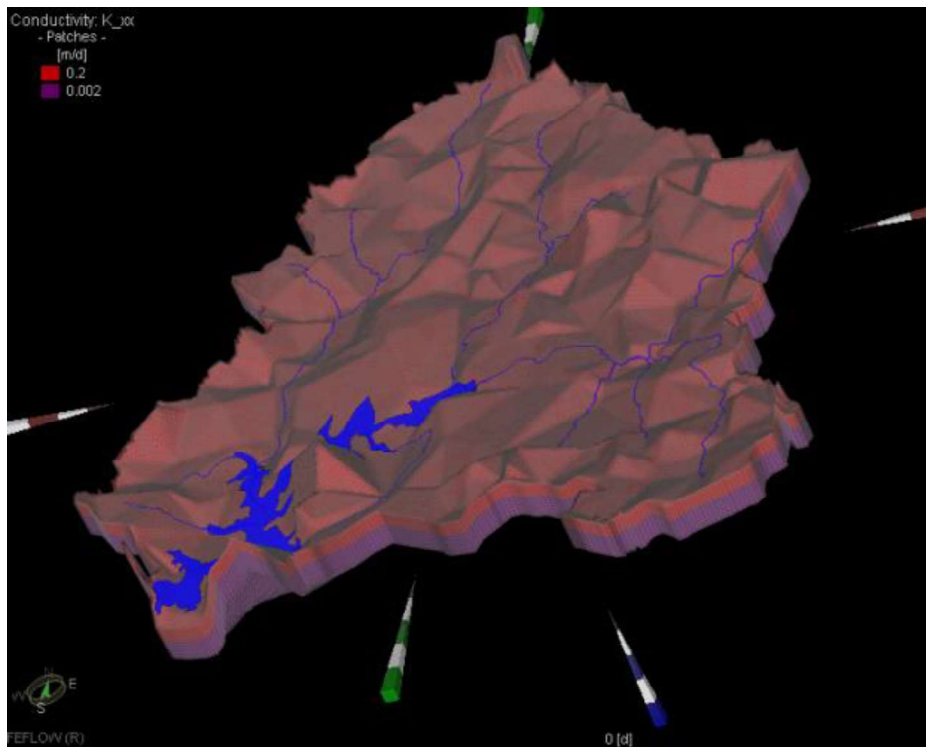 Conductivity: K_xx
- Patches -
[m/d]
0.2
0.002
N
W
E
S
FEFLOW (R)
0 [d]